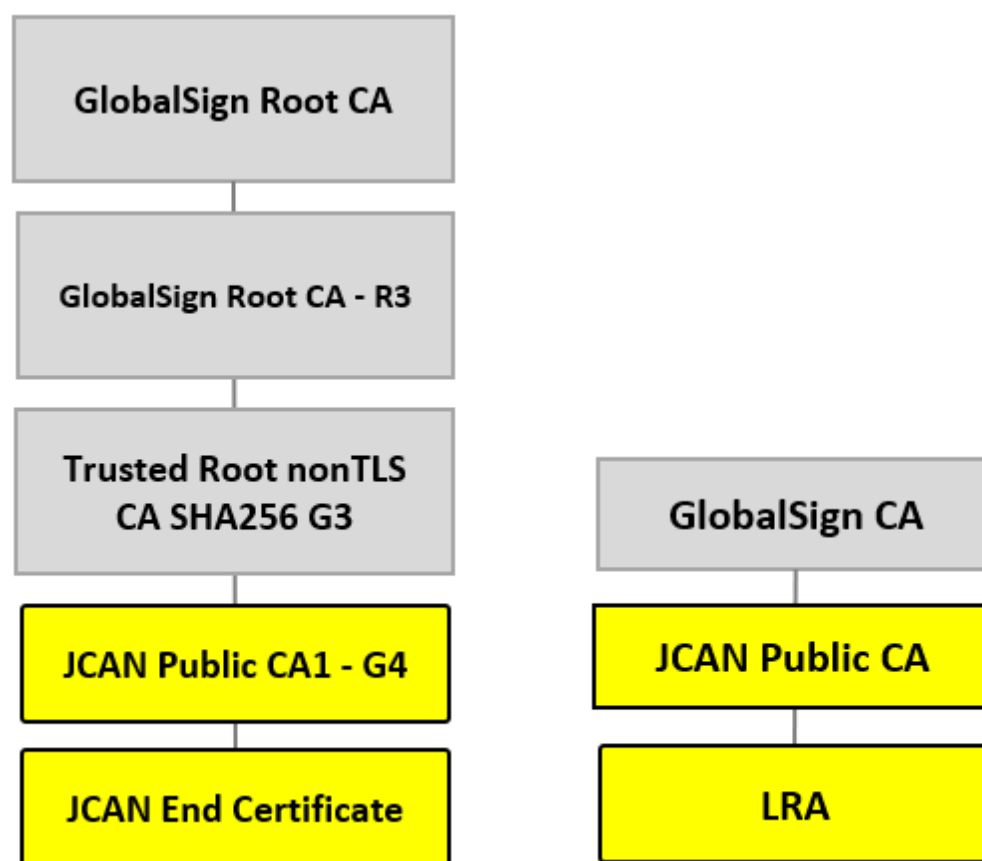 GlobalSign Root CA
GlobalSign Root CA - R3
Trusted Root nonTLS
CA SHA256 G3
JCAN Public CA1 - G4
JCAN End Certificate
GlobalSign CA
JCAN Public CA
LRA